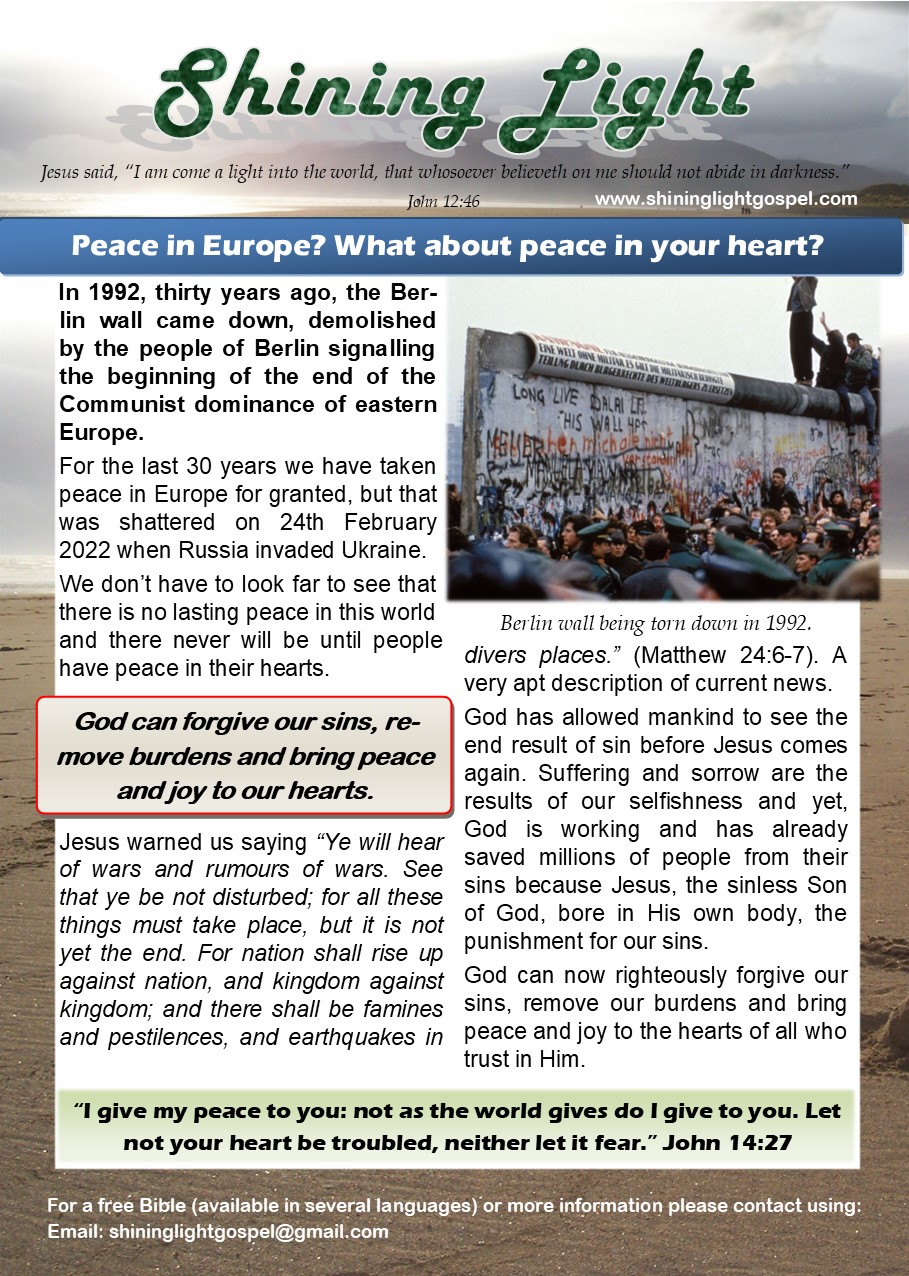 Shining Light
Jesus said, “I am come a light into the world, that whosoever believeth on me should not abide in darkness.”
John 12:46
www.shininglightgospel.com
Peace in Europe? What about peace in your heart?
In 1992, thirty years ago, the Ber-
lin wall came down, demolished
by the people of Berlin signalling
the beginning of the end of the
Communist dominance of eastern
Europe.
For the last 30 years we have taken
peace in Europe for granted, but that
was shattered on 24th February
2022 when Russia invaded Ukraine.
We don’t have to look far to see that
there is no lasting peace in this world
and there never will be until people
have peace in their hearts.
God can forgive our sins, re-
move burdens and bring peace
and joy to our hearts.
Jesus warned us saying “Ye will hear
of wars and rumours of wars. See
that ye be not disturbed; for all these
things must take place, but it is not
yet the end. For nation shall rise up
against nation, and kingdom against
kingdom; and there shall be famines
and pestilences, and earthquakes in
EINE WELT OHNE MILITÄR
LONG LIVE DALAI
HIS WALL
Berlin wall being torn down in 1992.
divers places.” (Matthew 24:6-7). A
very apt description of current news.
God has allowed mankind to see the
end result of sin before Jesus comes
again. Suffering and sorrow are the
results of our selfishness and yet,
God is working and has already
saved millions of people from their
sins because Jesus, the sinless Son
of God, bore in His own body, the
punishment for our sins.
God can now righteously forgive our
sins, remove our burdens and bring
peace and joy to the hearts of all who
trust in Him.
“I give my peace to you: not as the world gives do I give to you. Let
not your heart be troubled, neither let it fear.” John 14:27
For a free Bible (available in several languages) or more information please contact using:
Email: shininglightgospel@gmail.com